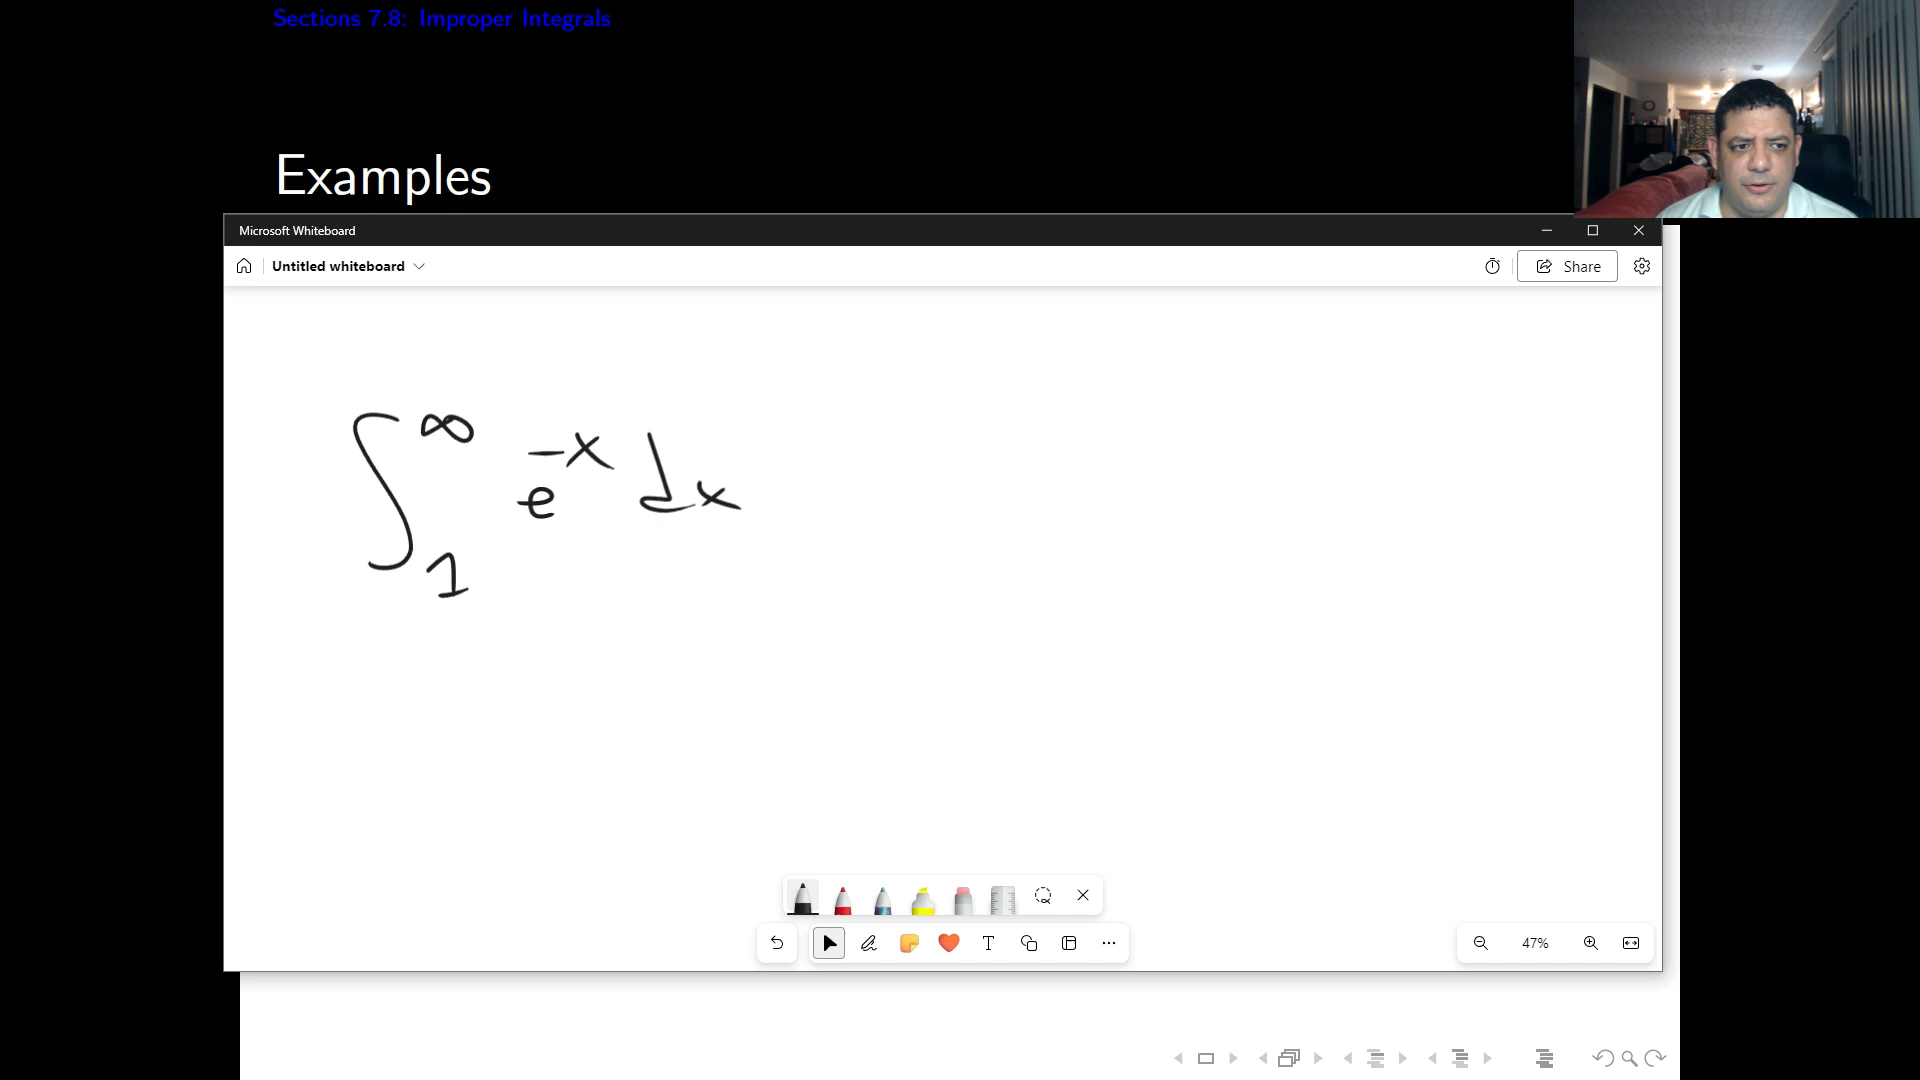 Sections 7.8: Improper Integrals
Examples
Microsoft Whiteboard
Untitled whiteboard
Share
∫₁^∞ e^{-x} dx
T
47%